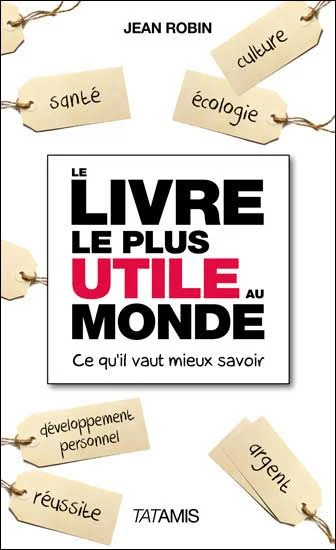 JEAN ROBIN
culture
santé
écologie
LE
LIVRE
LE PLUS
UTILE AU
MONDE
Ce qu'il vaut mieux savoir
développement
personnel
argent
réussite
TATAMIS